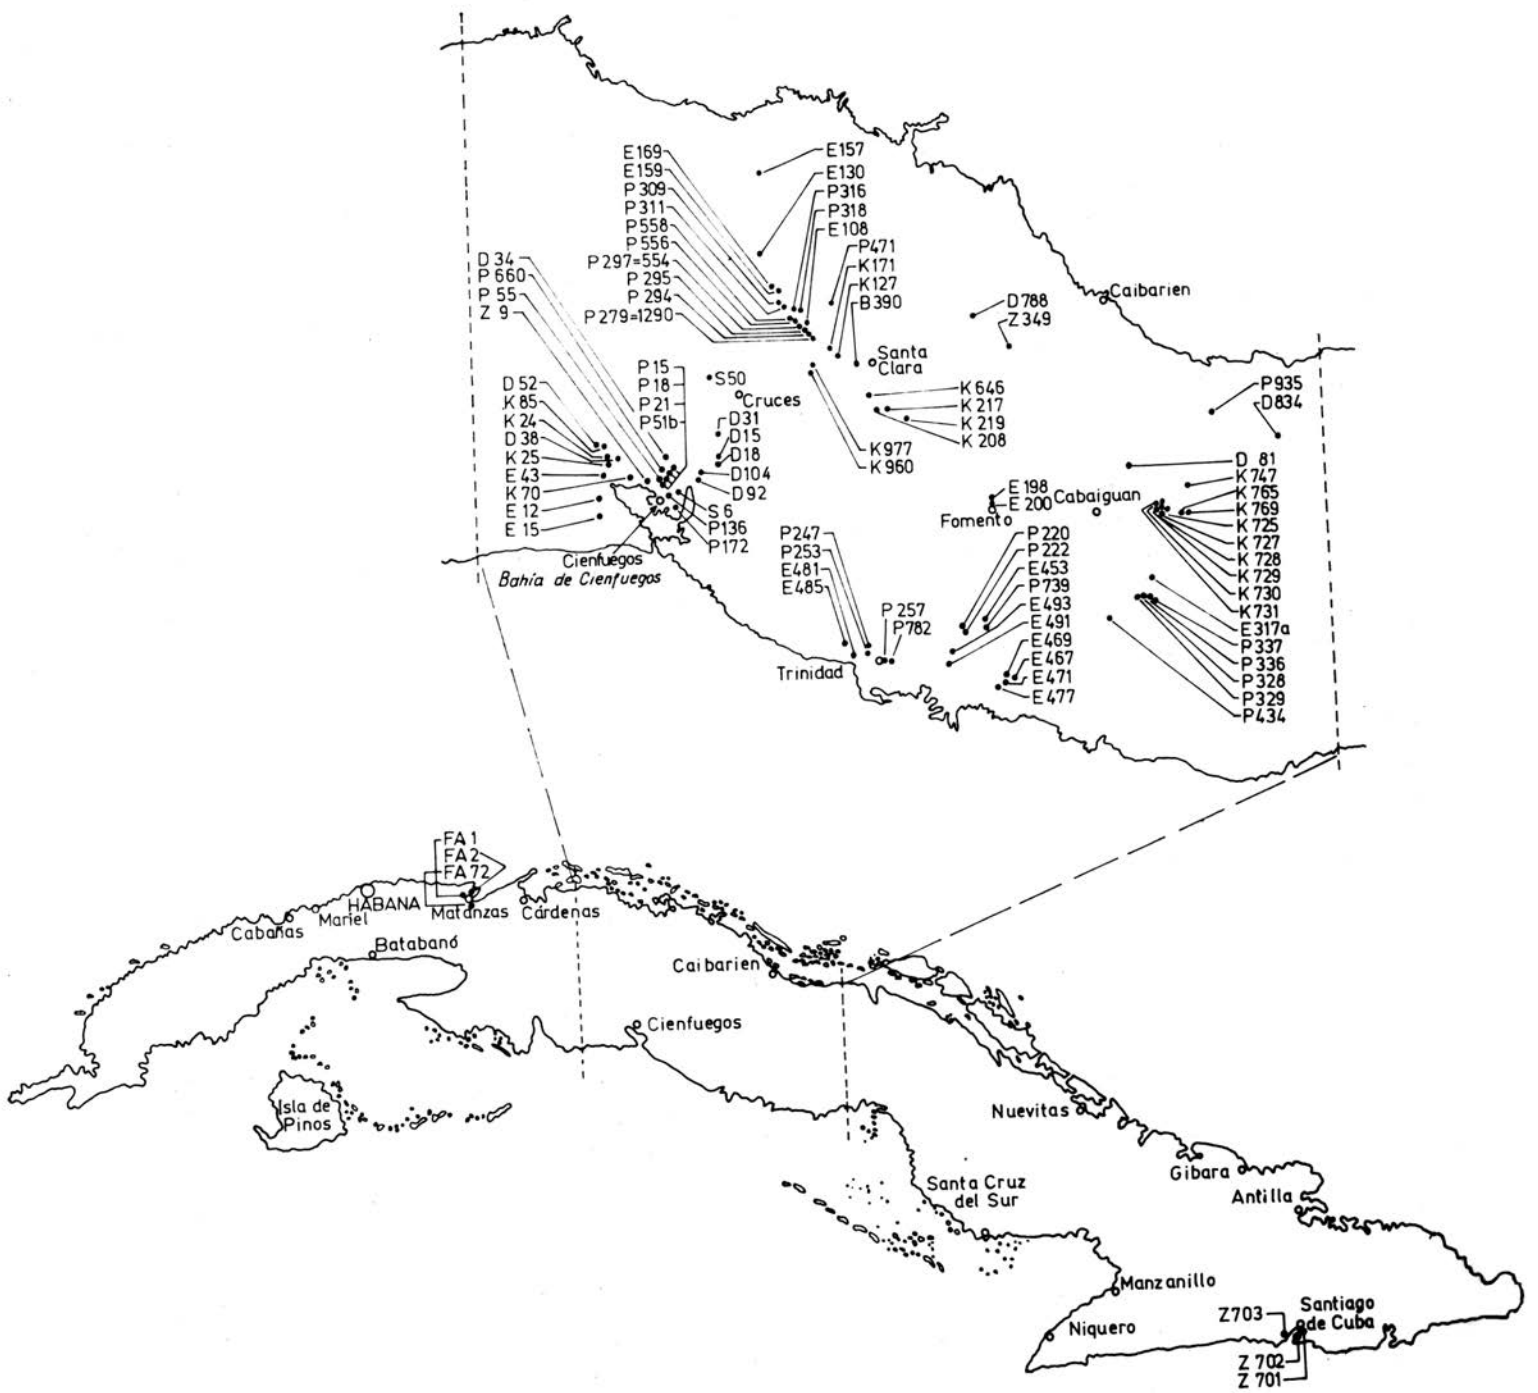 E169
E159
P309
P311
P558
P556
P297=554
P295
P294
P279=1290
E157
E130
P316
P318
E108
P471
K171
K127
B390
D34
P660
P55
Z9
D52
K85
K24
D38
K25
E43
K70
E12
E15
P15
P18
P21
P51b
S50
Cruces
D31
D15
D18
D104
D92
S6
P136
P172
Cienfuegos
Bahía de Cienfuegos
Santa
Clara
K646
K217
K219
K208
K977
K960
D788
Z349
Caibarien
P935
D834
D81
K747
K765
K769
K725
K727
K728
K729
K730
K731
E317a
P337
P336
P328
P329
P434
E198
E200
Fomento
Cabaiguan
P247
P253
E481
E485
P257
P782
Trinidad
P220
P222
E453
P739
E493
E491
E469
E467
E471
E477
FA1
FA2
FA72
HABANA
Matanzas
Cárdenas
Mariel
Cabañas
Batabanó
Caibarien
Cienfuegos
Isla de
Pinos
Nuevitas
Gibara
Antilla
Santa Cruz
del Sur
Manzanillo
Niquero
Z703
Santiago
de Cuba
Z702
Z701